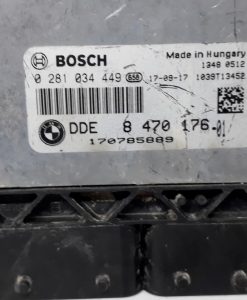 BOSCH
Made in Hungary
1348 0512
0 281 034 449 658 17-09-17 1039T13452
DDE 8 470 176-01
170785889